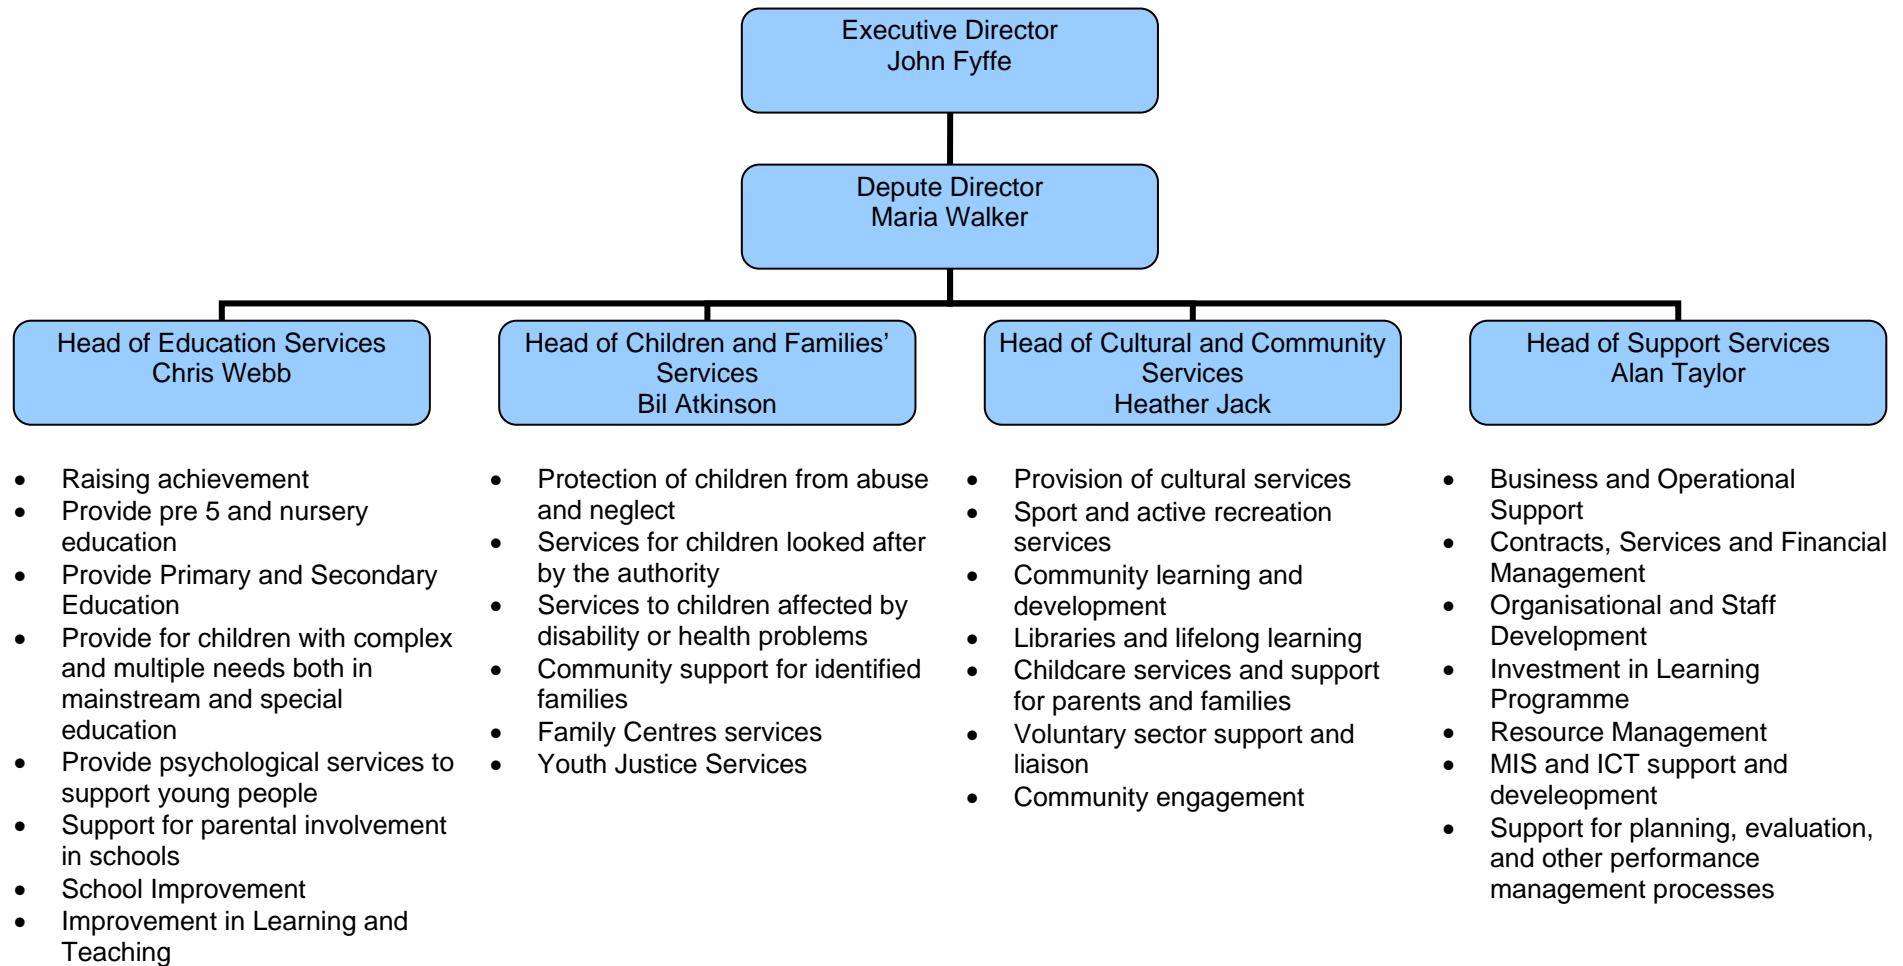 Executive Director
John Fyffe
Depute Director
Maria Walker
Head of Education Services
Chris Webb
Head of Children and Families’
Services
Bil Atkinson
Head of Cultural and Community
Services
Heather Jack
Head of Support Services
Alan Taylor
• Raising achievement
• Provide pre 5 and nursery
education
• Provide Primary and Secondary
Education
• Provide for children with complex
and multiple needs both in
mainstream and special
education
• Provide psychological services to
support young people
• Support for parental involvement
in schools
• School Improvement
• Improvement in Learning and
Teaching
• Protection of children from abuse
and neglect
• Services for children looked after
by the authority
• Services to children affected by
disability or health problems
• Community support for identified
families
• Family Centres services
• Youth Justice Services
• Provision of cultural services
• Sport and active recreation
services
• Community learning and
development
• Libraries and lifelong learning
• Childcare services and support
for parents and families
• Voluntary sector support and
liaison
• Community engagement
• Business and Operational
Support
• Contracts, Services and Financial
Management
• Organisational and Staff
Development
• Investment in Learning
Programme
• Resource Management
• MIS and ICT support and
develeopment
• Support for planning, evaluation,
and other performance
management processes